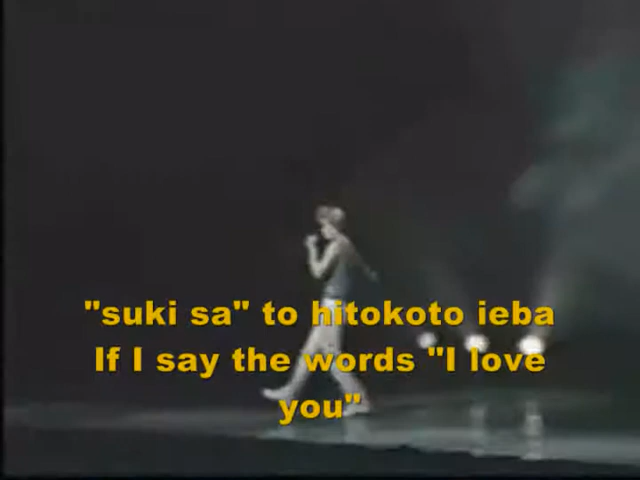 "suki sa" to hitokoto ieba
If I say the words "I love
you"